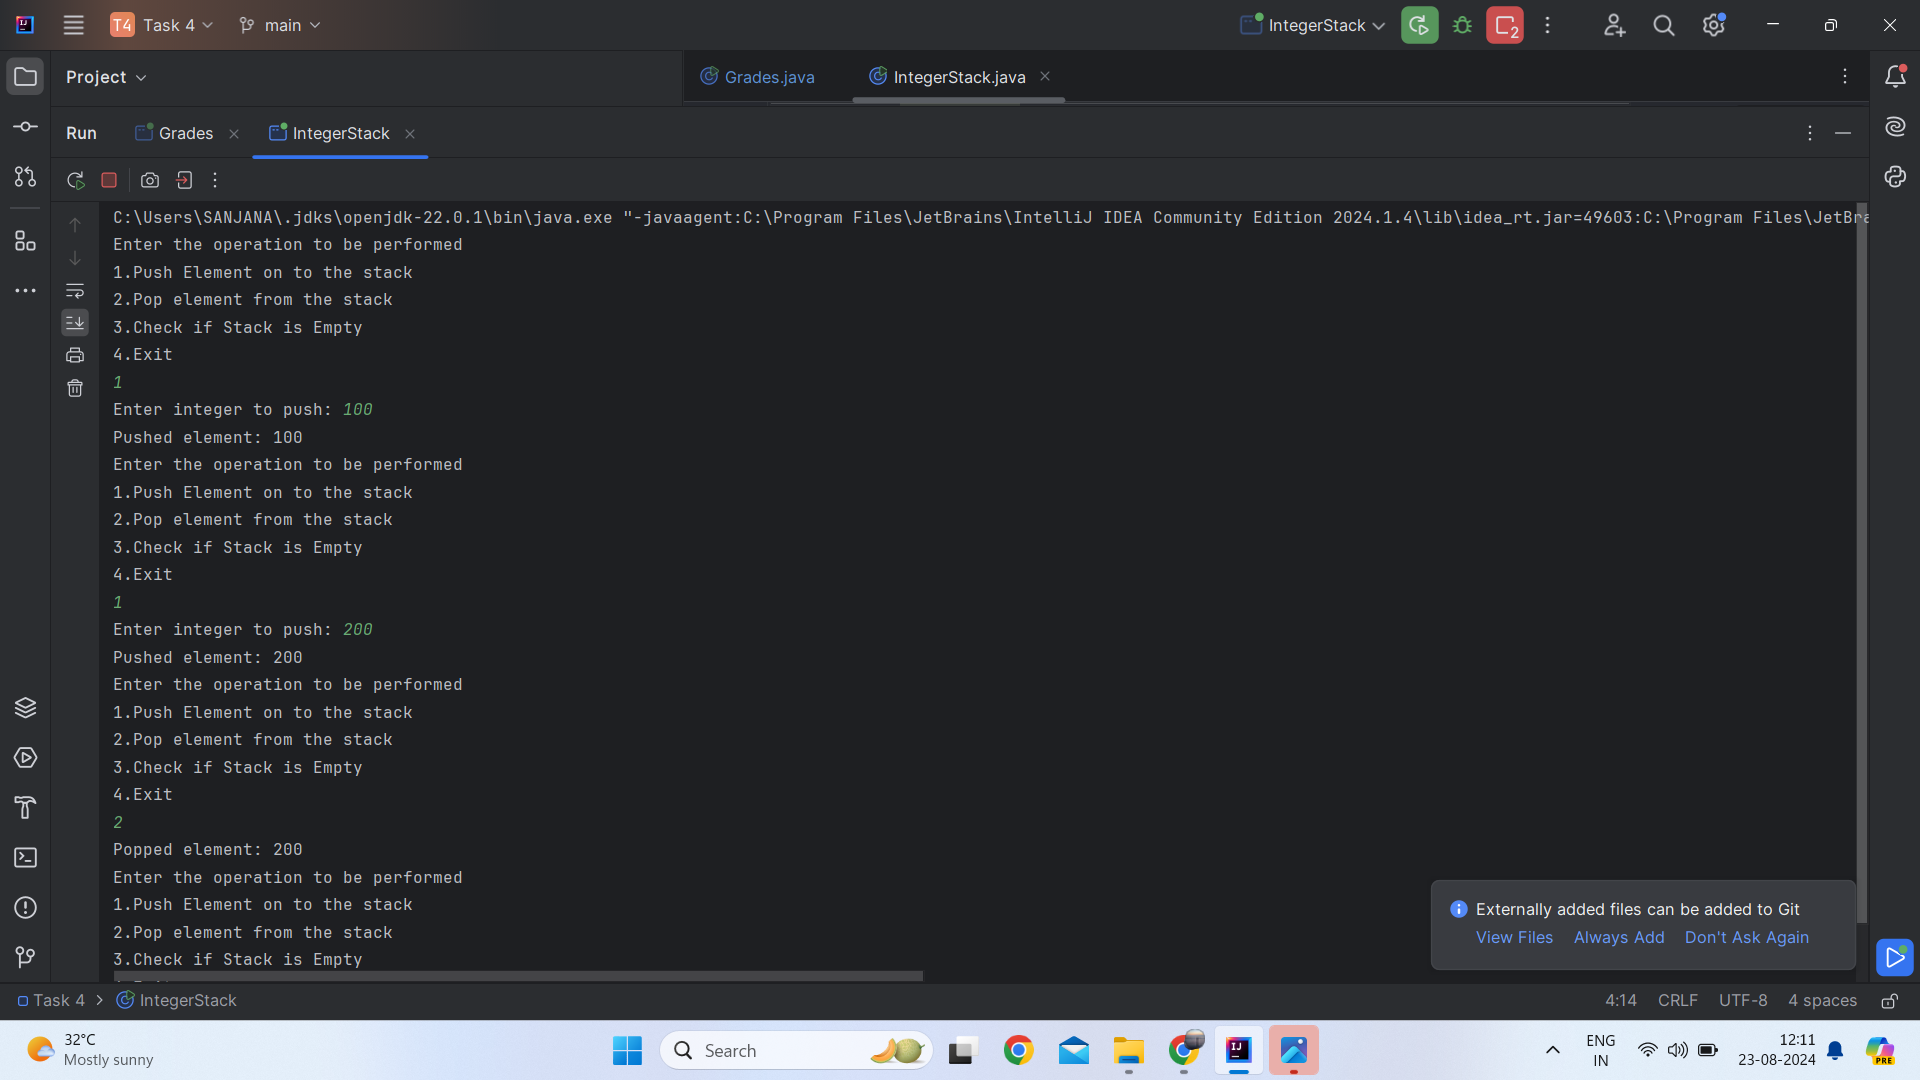 T4 Task 4 main IntegerStack 2
Project Grades.java IntegerStack.java
Run Grades IntegerStack
C:\Users\SANJANA\.jdks\openjdk-22.0.1\bin\java.exe "-javaagent:C:\Program Files\JetBrains\IntelliJ IDEA Community Edition 2024.1.4\lib\idea_rt.jar=49603:C:\Program Files\JetBra
Enter the operation to be performed
1.Push Element on to the stack
2.Pop element from the stack
3.Check if Stack is Empty
4.Exit
1
Enter integer to push: 100
Pushed element: 100
Enter the operation to be performed
1.Push Element on to the stack
2.Pop element from the stack
3.Check if Stack is Empty
4.Exit
1
Enter integer to push: 200
Pushed element: 200
Enter the operation to be performed
1.Push Element on to the stack
2.Pop element from the stack
3.Check if Stack is Empty
4.Exit
2
Popped element: 200
Enter the operation to be performed
1.Push Element on to the stack
2.Pop element from the stack
3.Check if Stack is Empty
Externally added files can be added to Git
View Files Always Add Don't Ask Again
Task 4 IntegerStack 4:14 CRLF UTF-8 4 spaces
32°C
Mostly sunny
Search
IJ
ENG
IN
12:11
23-08-2024
PRE